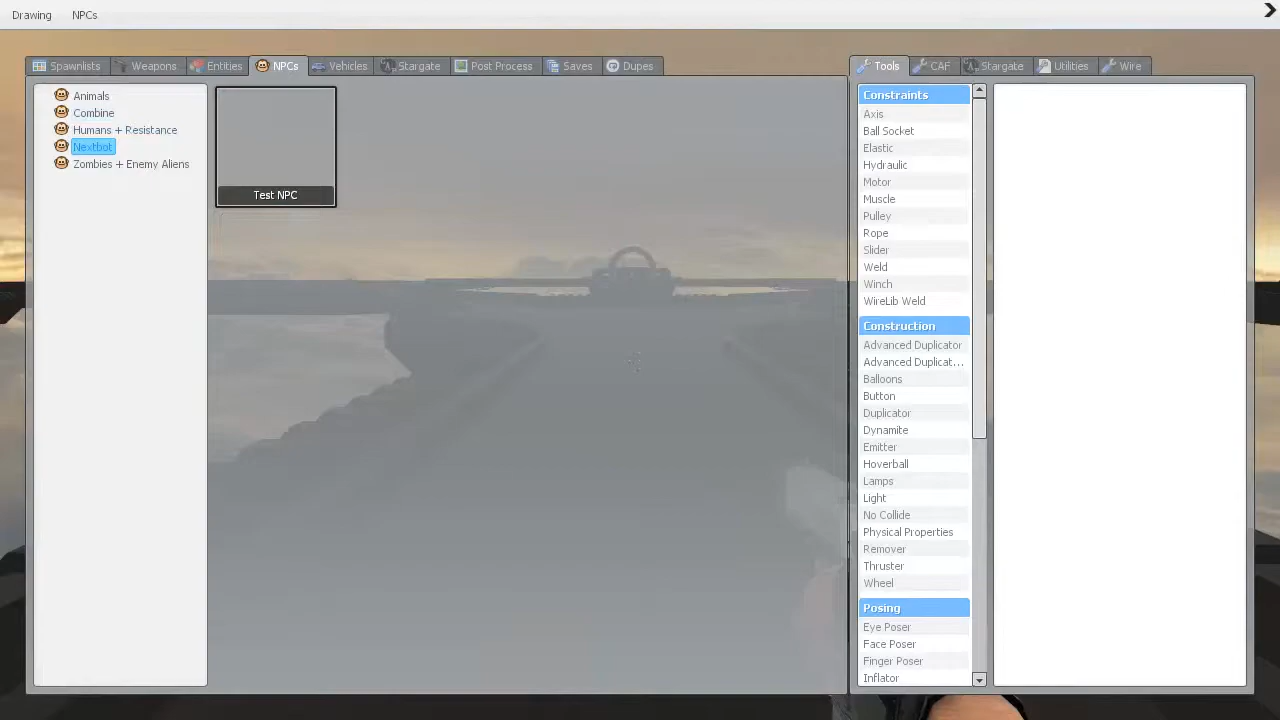 Drawing NPCs
Spawnlists Weapons Entities NPCs Vehicles Stargate Post Process Saves Dupes
Tools CAF Stargate Utilities Wire
Animals
Combine
Humans + Resistance
Nextbot
Zombies + Enemy Aliens
Test NPC
Constraints
Axis
Ball Socket
Elastic
Hydraulic
Motor
Muscle
Pulley
Rope
Slider
Weld
Winch
WireLib Weld
Construction
Advanced Duplicator
Advanced Duplicat...
Balloons
Button
Duplicator
Dynamite
Emitter
Hoverball
Lamps
Light
No Collide
Physical Properties
Remover
Thruster
Wheel
Posing
Eye Poser
Face Poser
Finger Poser
Inflator